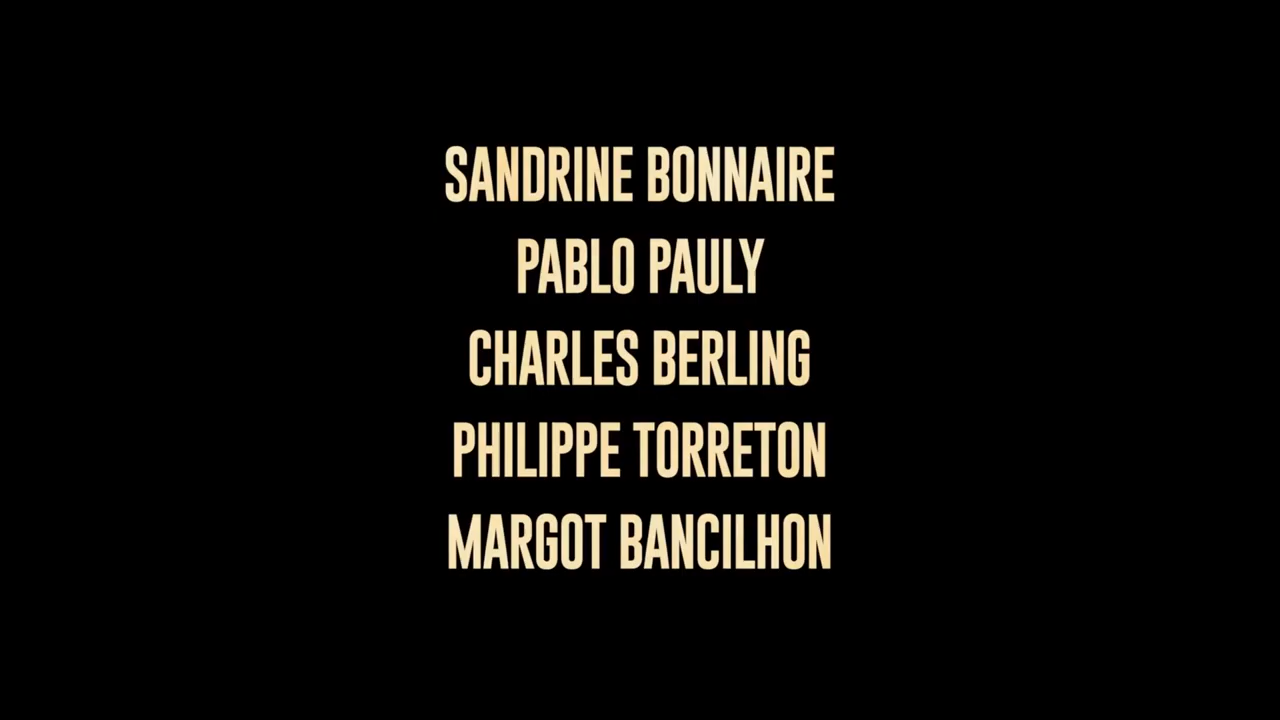 SANDRINE BONNAIRE
PABLO PAULY
CHARLES BERLING
PHILIPPE TORRETON
MARGOT BANCILHON